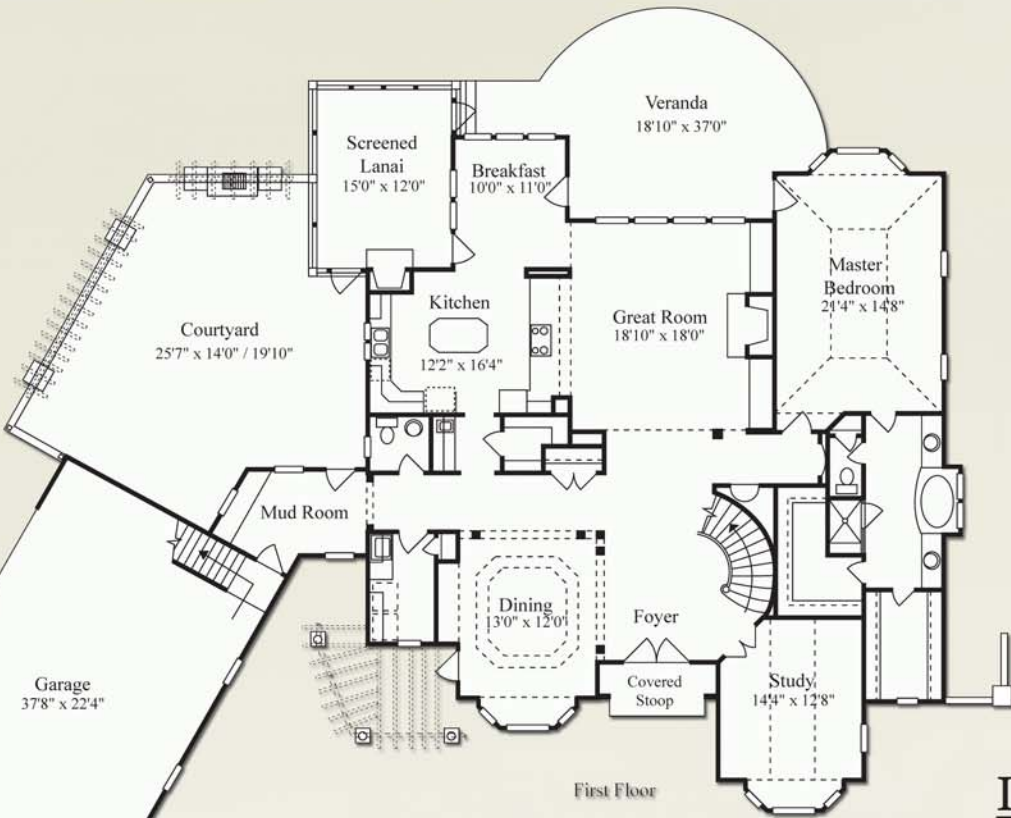 Veranda
18'10" x 37'0"
Screened
Lanai
15'0" x 12'0"
Breakfast
10'0" x 11'0"
Master
Bedroom
21'4" x 14'8"
Kitchen
12'2" x 16'4"
Great Room
18'10" x 18'0"
Courtyard
25'7" x 14'0" / 19'10"
Mud Room
Dining
13'0" x 12'0"
Foyer
Garage
37'8" x 22'4"
Covered
Stoop
Study
14'4" x 12'8"
First Floor